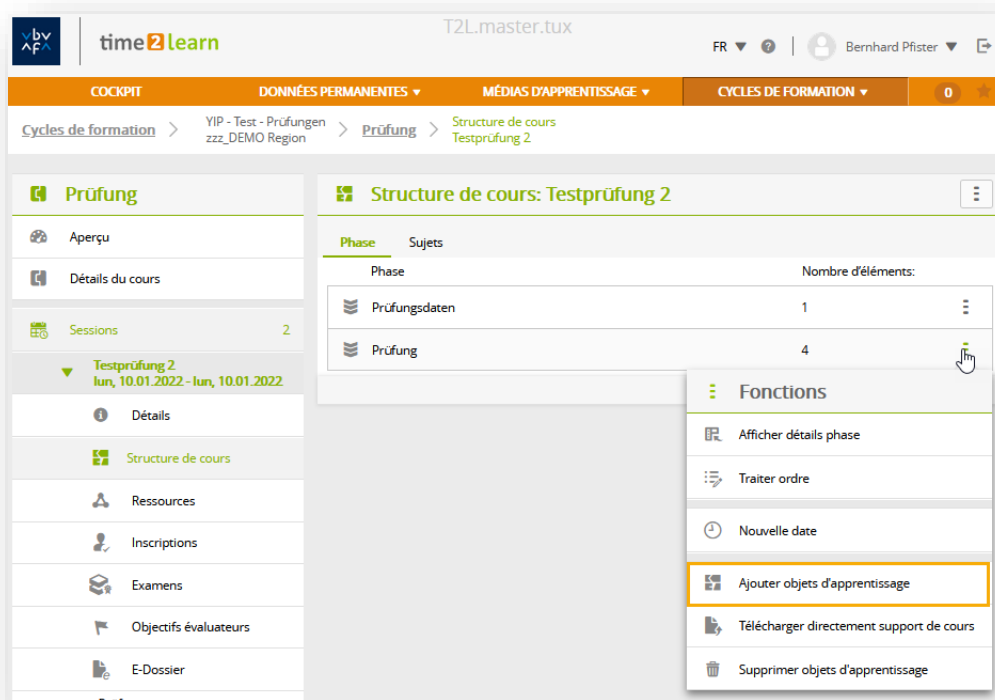 T2L.master.tux
vbv
AFA
time2learn
FR
Bernhard Pfister
COCKPIT
DONNÉES PERMANENTES
MÉDIAS D'APPRENTISSAGE
CYCLES DE FORMATION
0
Cycles de formation
YIP - Test - Prüfungen
zzz_DEMO Region
Prüfung
Structure de cours
Testprüfung 2
Prüfung
Aperçu
Détails du cours
Sessions 2
Testprüfung 2
lun, 10.01.2022 - lun, 10.01.2022
Détails
Structure de cours
Ressources
Inscriptions
Examens
Objectifs évaluateurs
E-Dossier
Structure de cours: Testprüfung 2
Phase Sujets
Phase Nombre d'éléments:
Prüfungsdaten 1
Prüfung 4
Fonctions
Afficher détails phase
Traiter ordre
Nouvelle date
Ajouter objets d'apprentissage
Télécharger directement support de cours
Supprimer objets d'apprentissage